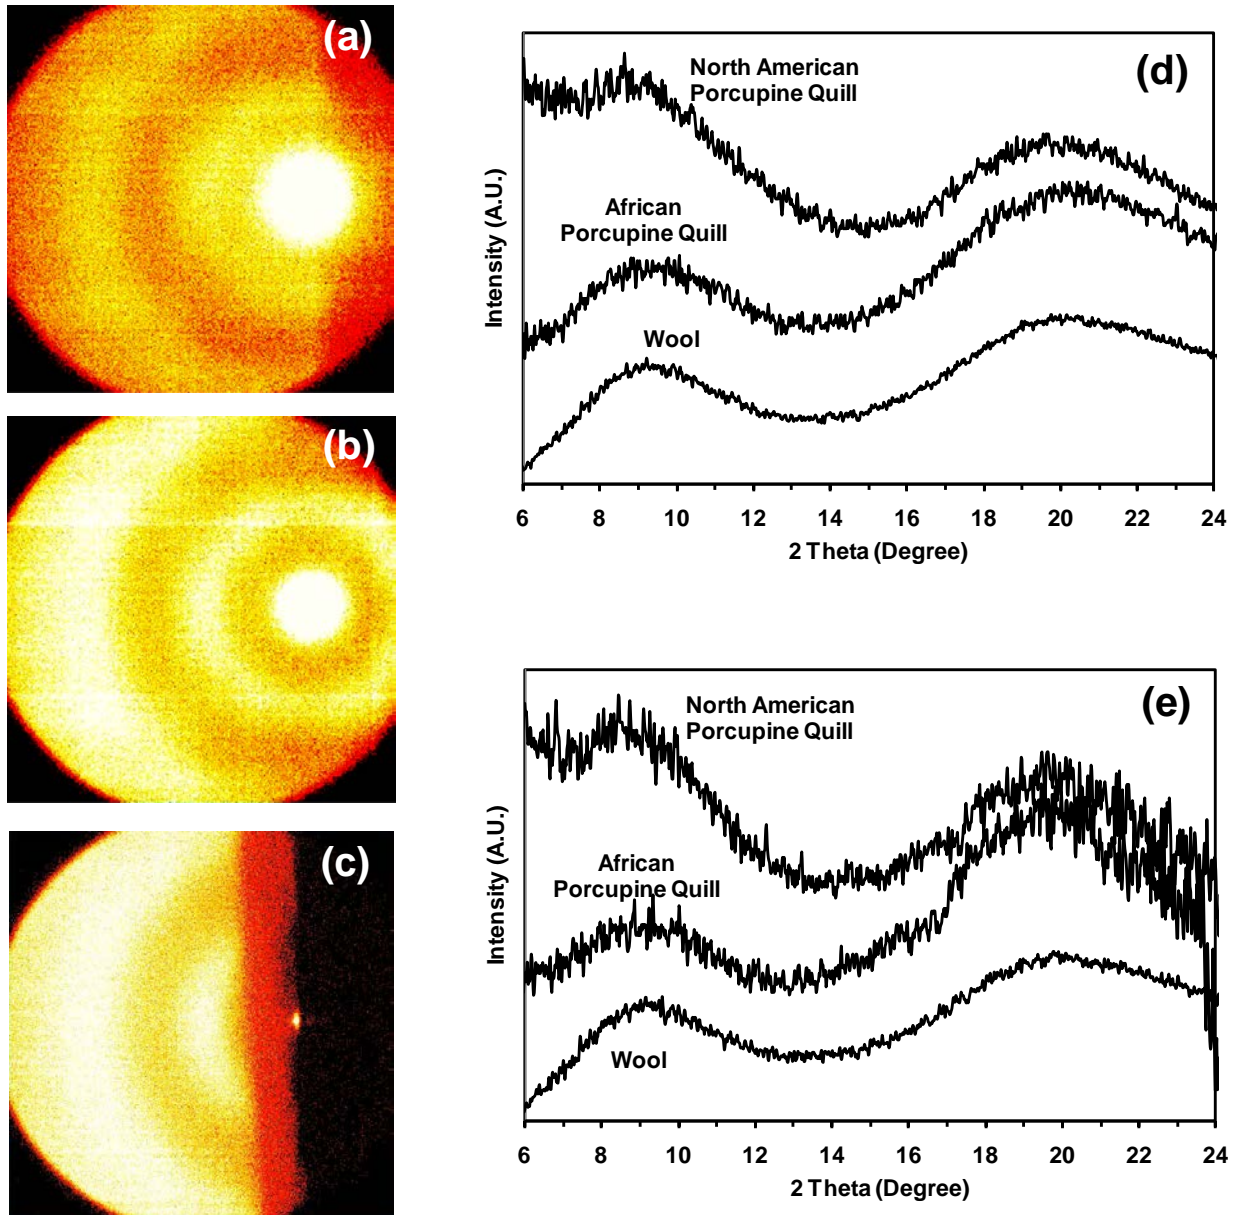 (a)
(b)
(c)
(d)
North American
Porcupine Quill
African
Porcupine Quill
Wool
Intensity (A.U.)
6 8 10 12 14 16 18 20 22 24
2 Theta (Degree)
(e)
North American
Porcupine Quill
African
Porcupine Quill
Wool
Intensity (A.U.)
6 8 10 12 14 16 18 20 22 24
2 Theta (Degree)